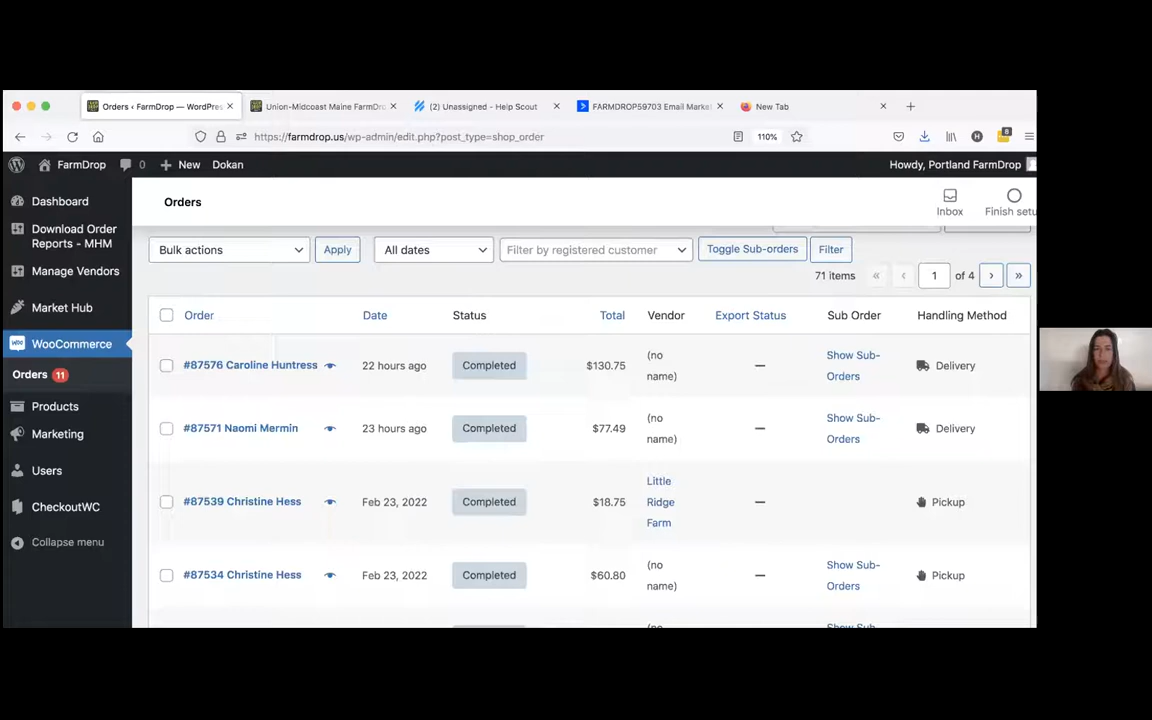 Orders ‹ FarmDrop — WordPres
Union-Midcoast Maine FarmDro
(2) Unassigned - Help Scout
FARMDROP59703 Email Market
New Tab
https://farmdrop.us/wp-admin/edit.php?post_type=shop_order
110%
8
FarmDrop
0
New
Dokan
Howdy, Portland FarmDrop
Dashboard
Download Order
Reports - MHM
Manage Vendors
Market Hub
WooCommerce
Orders 11
Products
Marketing
Users
CheckoutWC
Collapse menu
Orders
Inbox
Finish setu
Bulk actions
Apply
All dates
Filter by registered customer
Toggle Sub-orders
Filter
71 items
«
‹
1
of 4
›
»
Order
Date
Status
Total
Vendor
Export Status
Sub Order
Handling Method
#87576 Caroline Huntress
22 hours ago
Completed
$130.75
(no
name)
—
Show Sub-
Orders
Delivery
#87571 Naomi Mermin
23 hours ago
Completed
$77.49
(no
name)
—
Show Sub-
Orders
Delivery
#87539 Christine Hess
Feb 23, 2022
Completed
$18.75
Little
Ridge
Farm
—
Pickup
#87534 Christine Hess
Feb 23, 2022
Completed
$60.80
(no
name)
—
Show Sub-
Orders
Pickup
(no
Show Sub-